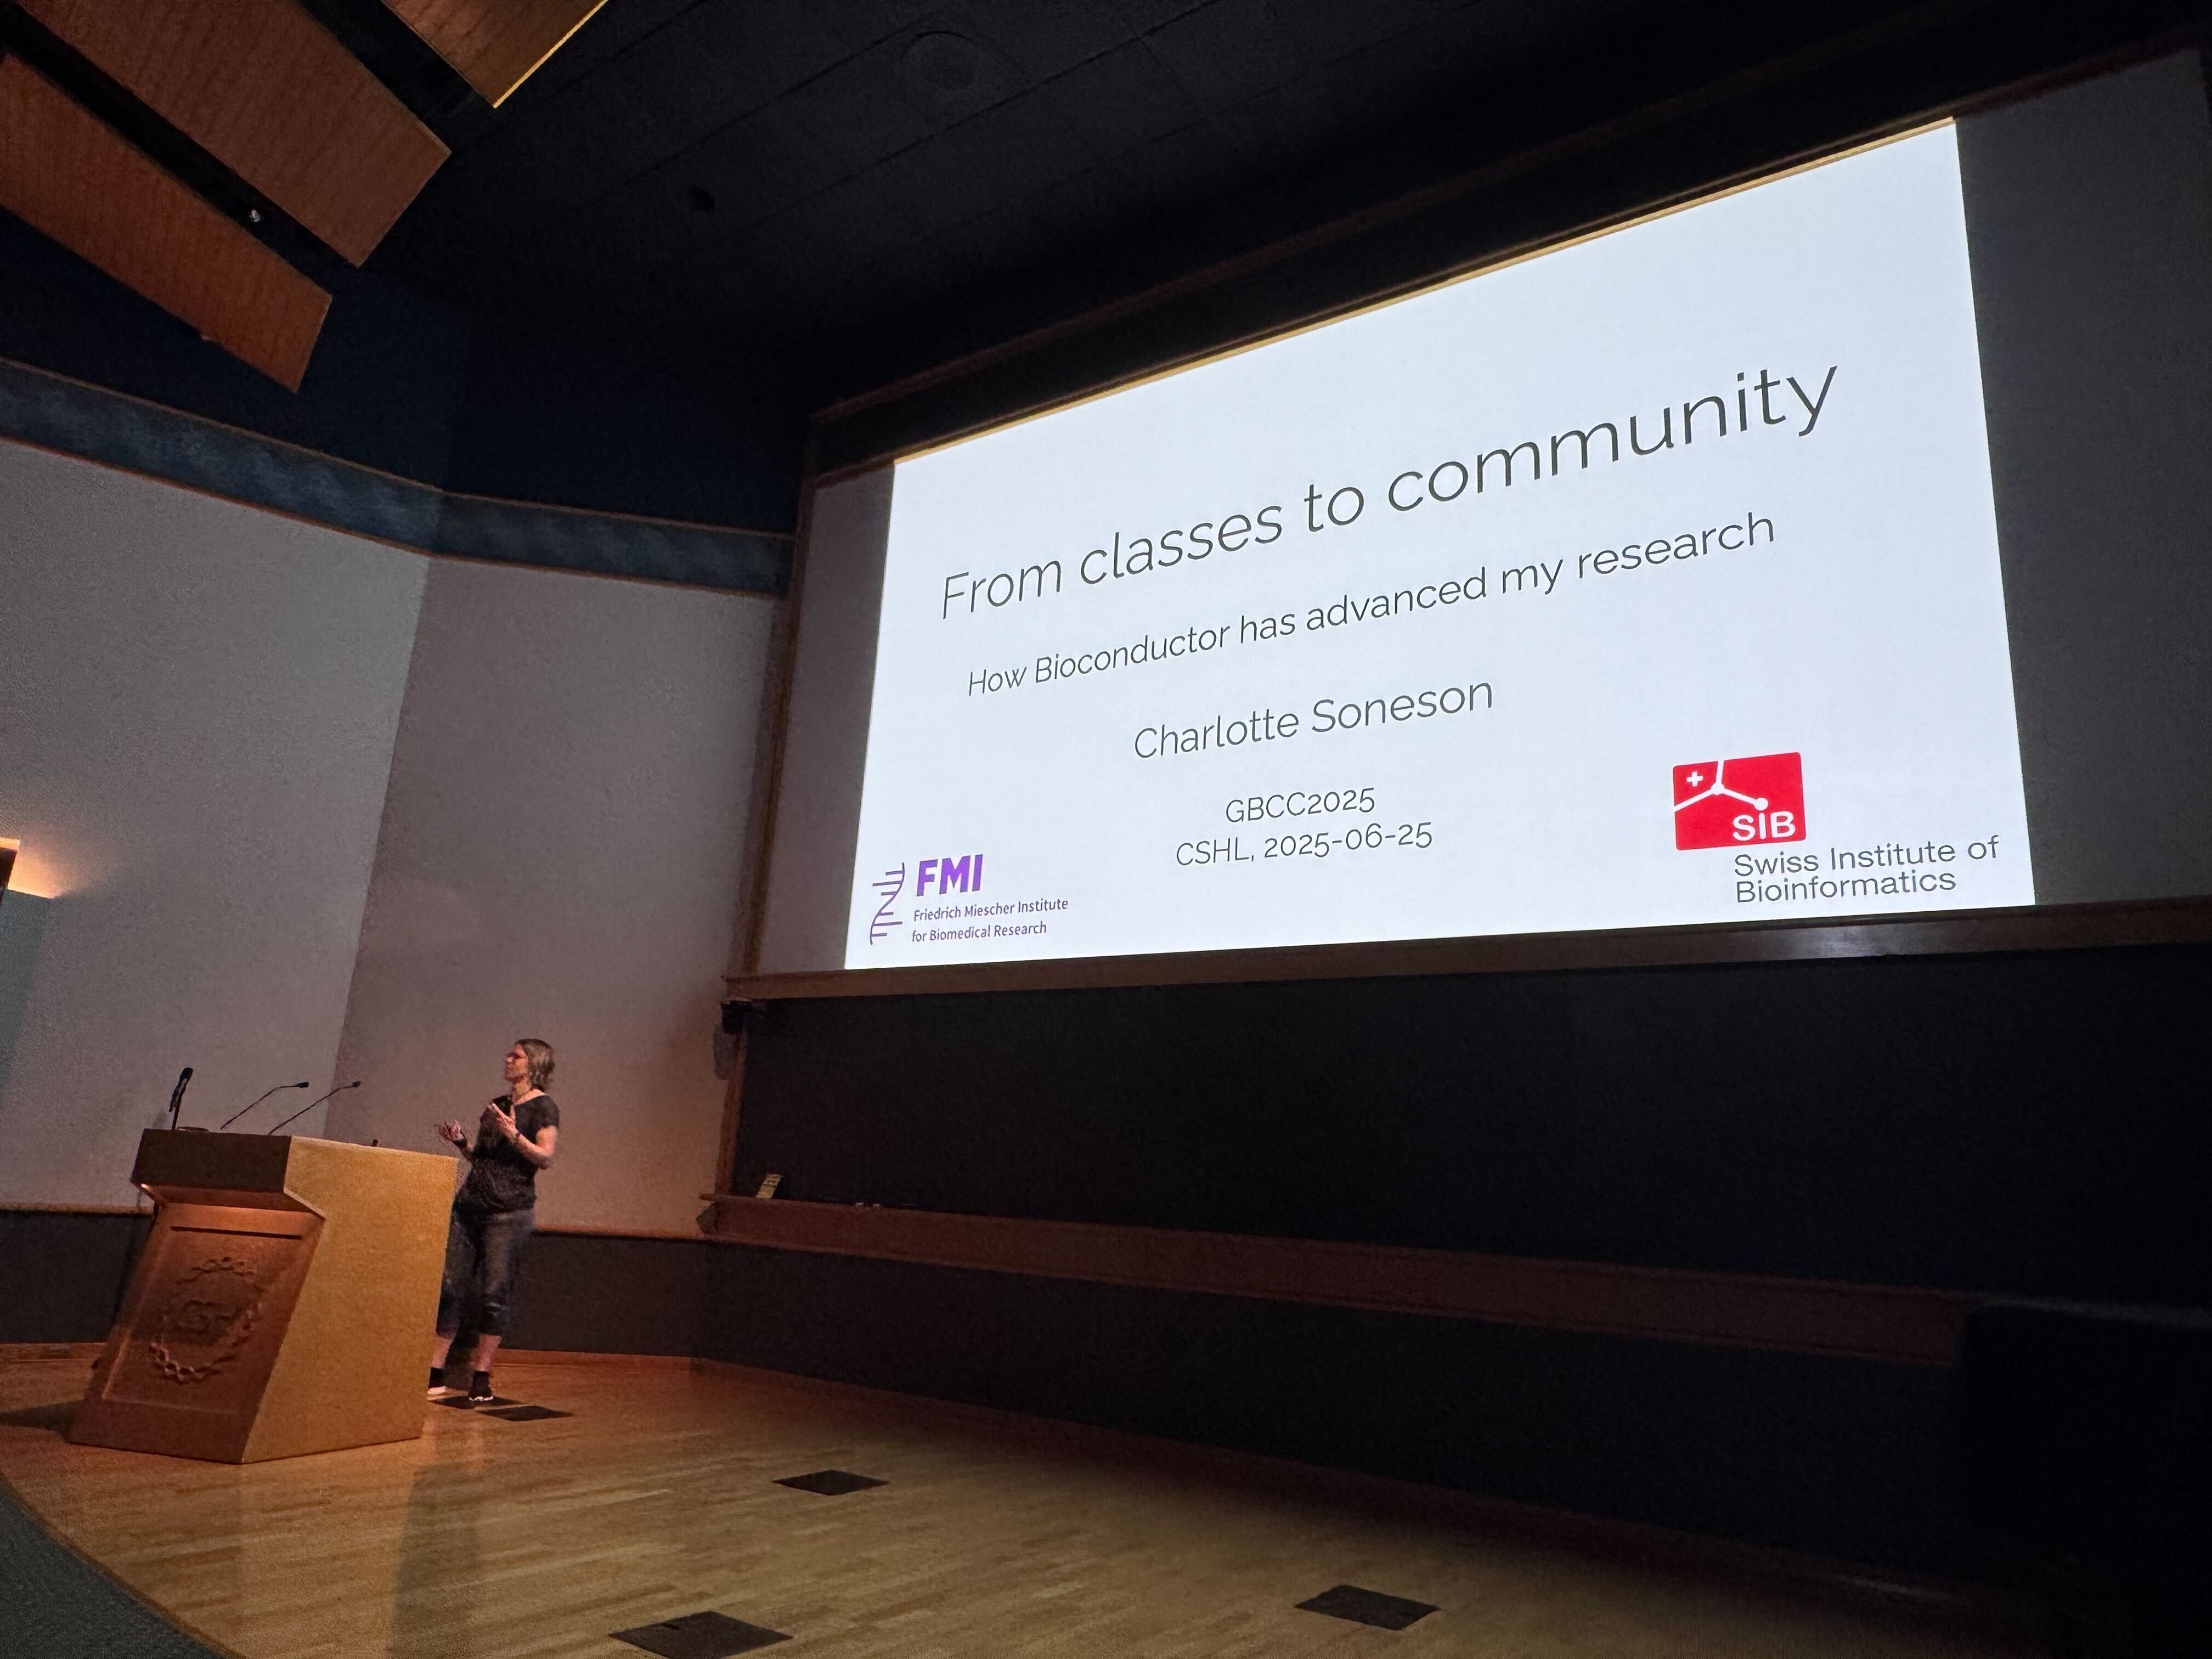 From classes to community
How Bioconductor has advanced my research
Charlotte Soneson
GBCC2025
CSHL, 2025-06-25
FMI
Friedrich Miescher Institute
for Biomedical Research
SIB
Swiss Institute of
Bioinformatics